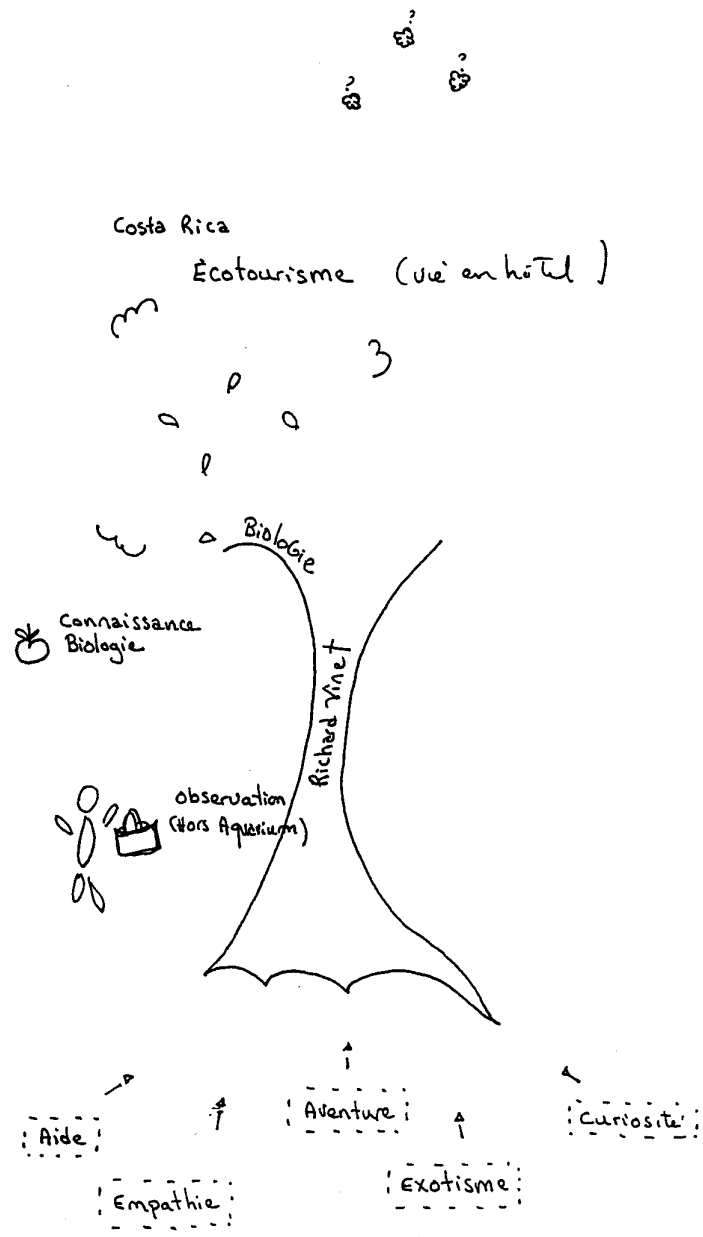 ?
?
?
Costa Rica
Écotourisme (vie en hôtel)
Biologie
Connaissance
Biologie
Richard Vinet
Observation
(Hors Aquarium)
Aventure
Curiosité
Aide
Exotisme
Empathie